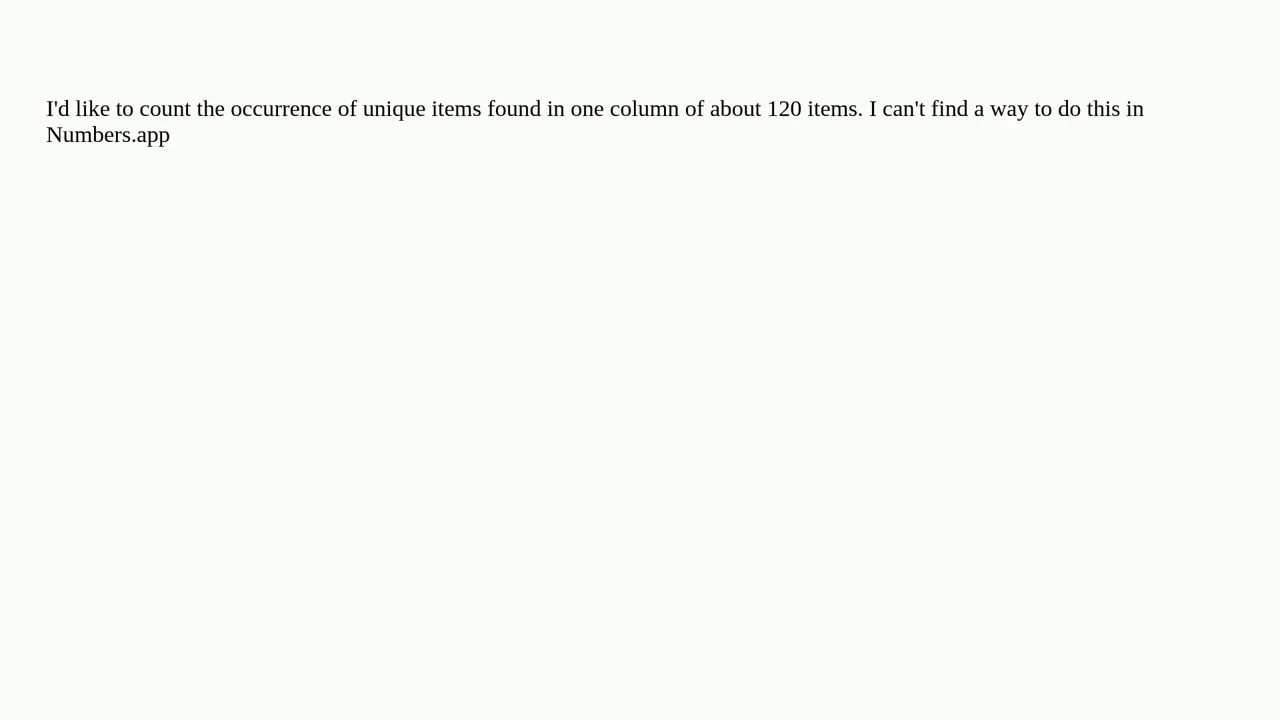 I'd like to count the occurrence of unique items found in one column of about 120 items. I can't find a way to do this in
Numbers.app